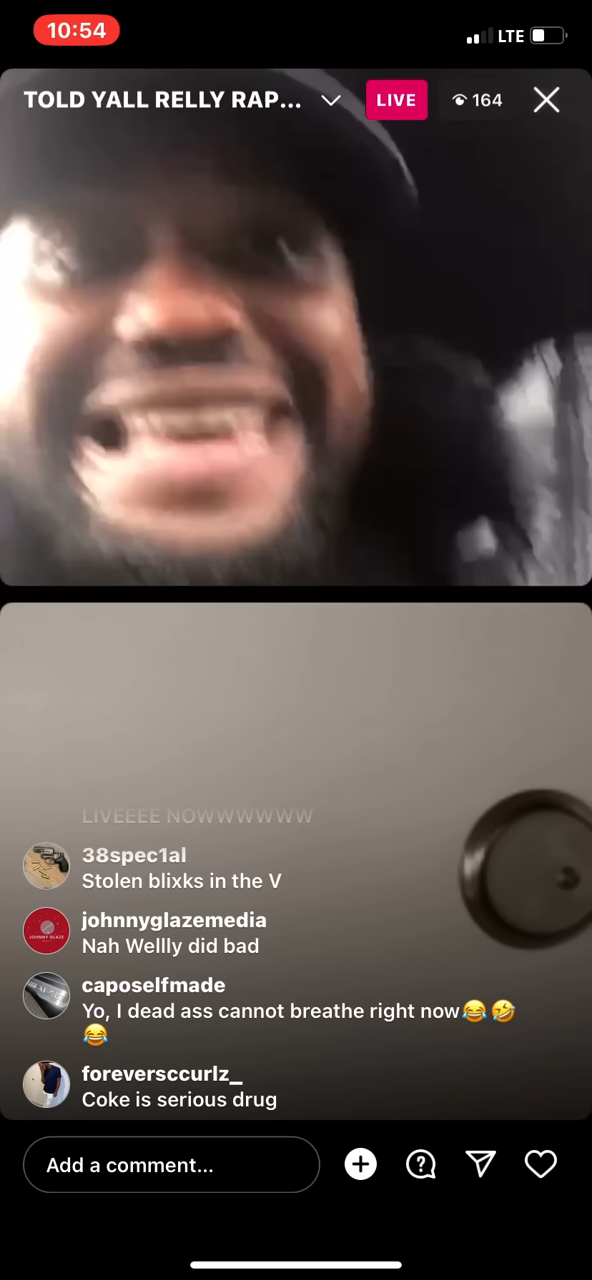 10:54
LTE
TOLD YALL RELLY RAP...
LIVE
164
LIVEEEE NOWWWWWW
38spec1al
Stolen blixks in the V
johnnyglazemedia
Nah Wellly did bad
caposelfmade
Yo, I dead ass cannot breathe right now😂🤣
😂
foreversccurlz_
Coke is serious drug
Add a comment...